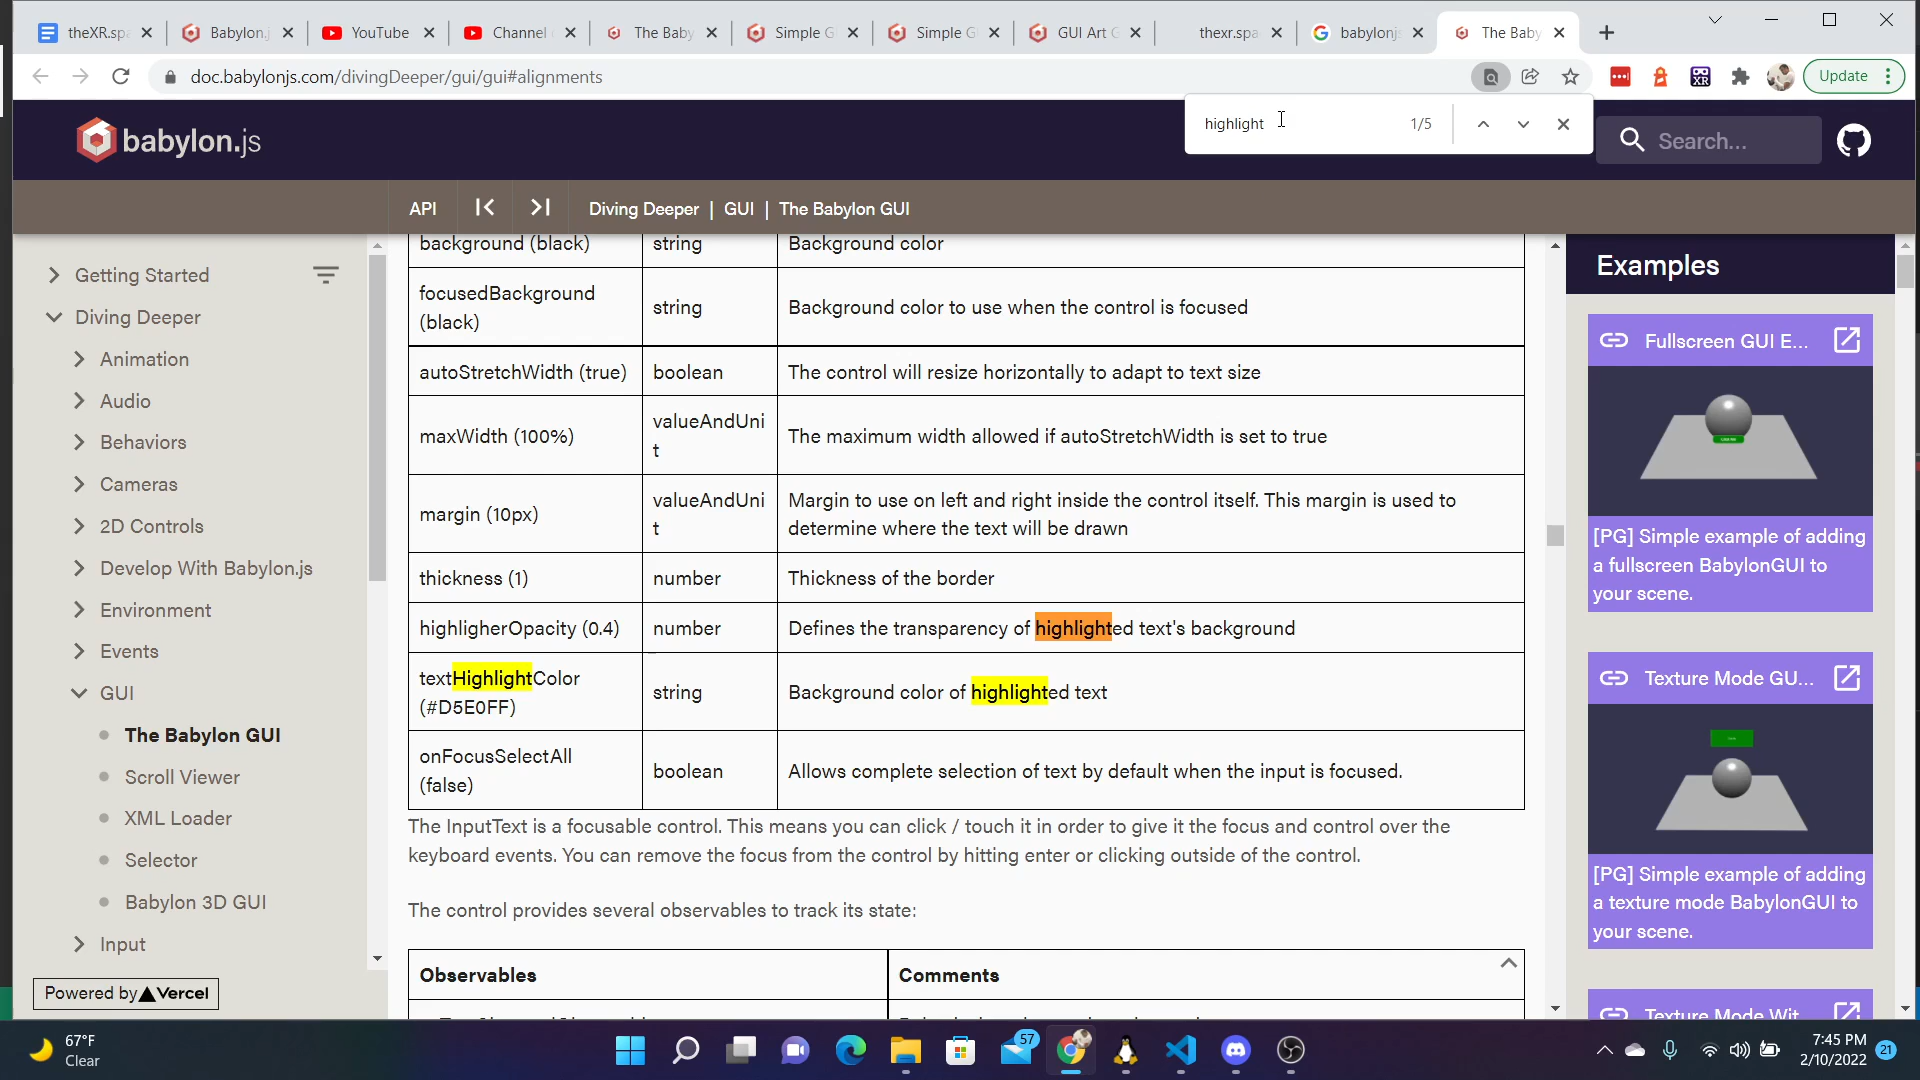 theXR.spa
Babylon.
YouTube
Channel
The Baby
Simple G
Simple G
GUI Art C
thexr.spa
babylonj
The Baby
doc.babylonjs.com/divingDeeper/gui/gui#alignments
XR
Update
highlight
1/5
babylon.js
Search...
API
Diving Deeper | GUI | The Babylon GUI
Getting Started
Diving Deeper
Animation
Audio
Behaviors
Cameras
2D Controls
Develop With Babylon.js
Environment
Events
GUI
The Babylon GUI
Scroll Viewer
XML Loader
Selector
Babylon 3D GUI
Input
Powered by Vercel
background (black) string Background color
focusedBackground
(black)
string
Background color to use when the control is focused
autoStretchWidth (true) boolean The control will resize horizontally to adapt to text size
maxWidth (100%)
valueAndUni
t
The maximum width allowed if autoStretchWidth is set to true
margin (10px)
valueAndUni
t
Margin to use on left and right inside the control itself. This margin is used to
determine where the text will be drawn
thickness (1) number Thickness of the border
highligherOpacity (0.4) number Defines the transparency of highlighted text's background
textHighlightColor
(#D5E0FF)
string
Background color of highlighted text
onFocusSelectAll
(false)
boolean
Allows complete selection of text by default when the input is focused.
The InputText is a focusable control. This means you can click / touch it in order to give it the focus and control over the
keyboard events. You can remove the focus from the control by hitting enter or clicking outside of the control.
The control provides several observables to track its state:
Observables Comments
Examples
Fullscreen GUI E...
[PG] Simple example of adding
a fullscreen BabylonGUI to
your scene.
Texture Mode GU...
[PG] Simple example of adding
a texture mode BabylonGUI to
your scene.
Texture Mode Wit
67°F
Clear
57
7:45 PM
2/10/2022
21